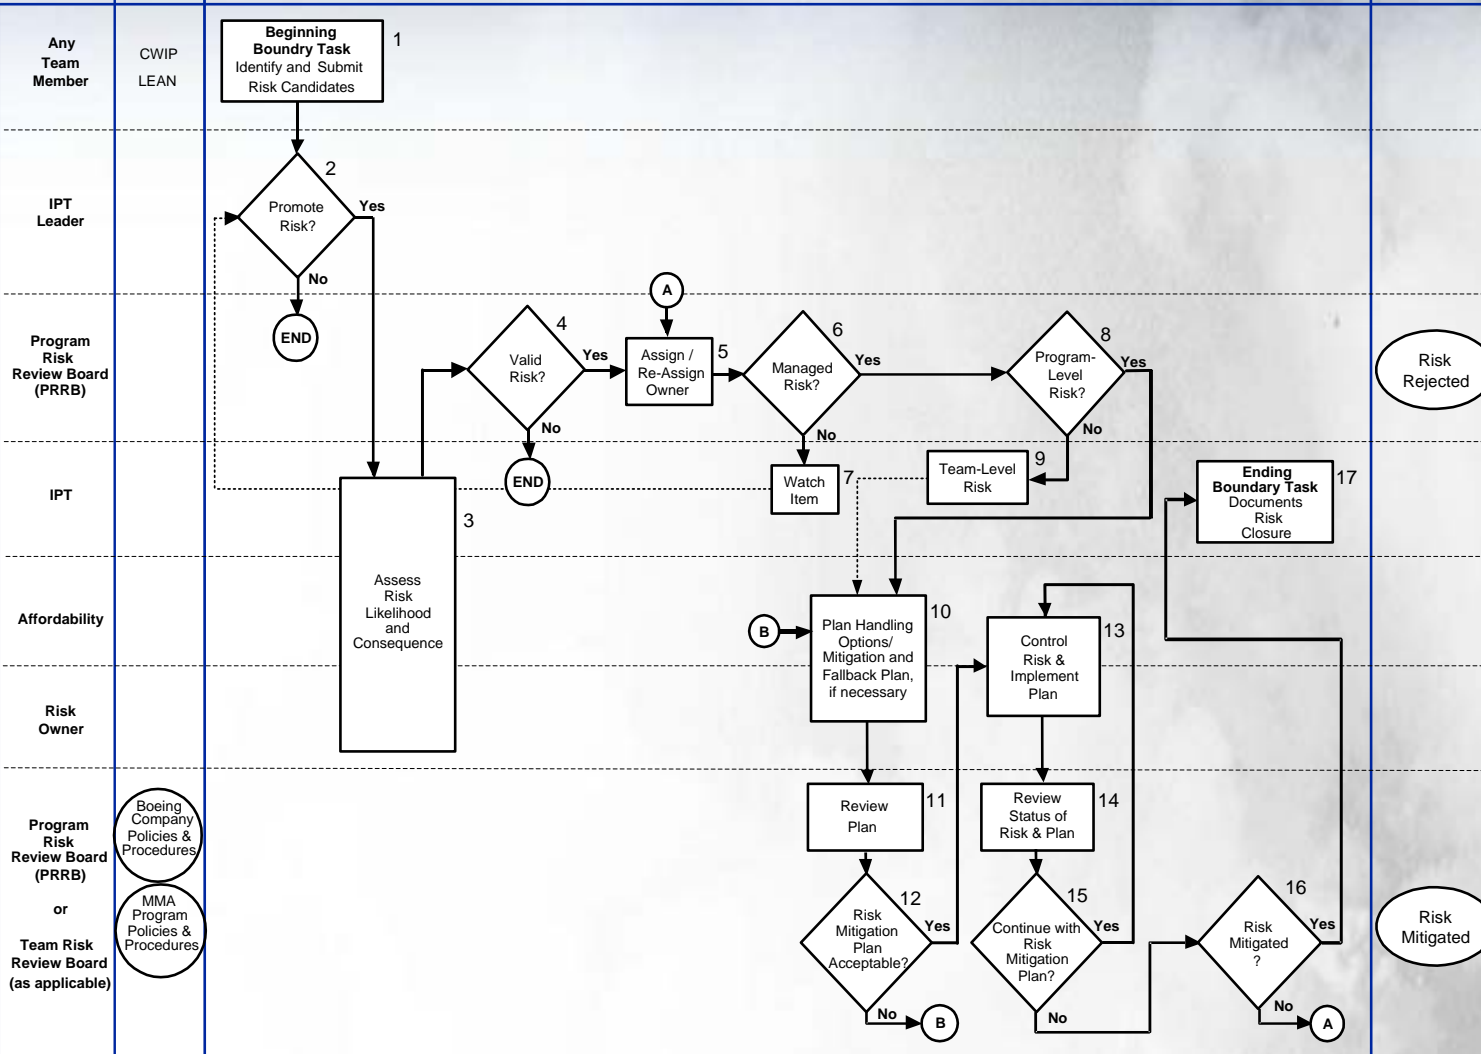 Any
Team
Member
CWIP
LEAN
Beginning
Boundry Task
Identify and Submit
Risk Candidates
1
IPT
Leader
2
Promote
Risk?
Yes
No
END
Program
Risk
Review Board
(PRRB)
4
Valid
Risk?
Yes
No
END
A
Assign /
Re-Assign
Owner
5
6
Managed
Risk?
Yes
No
8
Program-
Level
Risk?
Yes
No
Risk
Rejected
IPT
3
Assess
Risk
Likelihood
and
Consequence
Watch
Item
7
Team-Level
Risk
9
Ending
Boundary Task
Documents
Risk
Closure
17
Affordability
B
Plan Handling
Options/
Mitigation and
Fallback Plan,
if necessary
10
Control
Risk &
Implement
Plan
13
Risk
Owner
Program
Risk
Review Board
(PRRB)
or
Team Risk
Review Board
(as applicable)
Boeing
Company
Policies &
Procedures
MMA
Program
Policies &
Procedures
Review
Plan
11
Review
Status of
Risk & Plan
14
12
Risk
Mitigation
Plan
Acceptable?
Yes
No
B
15
Continue with
Risk
Mitigation
Plan?
Yes
No
16
Risk
Mitigated
?
Yes
No
A
Risk
Mitigated